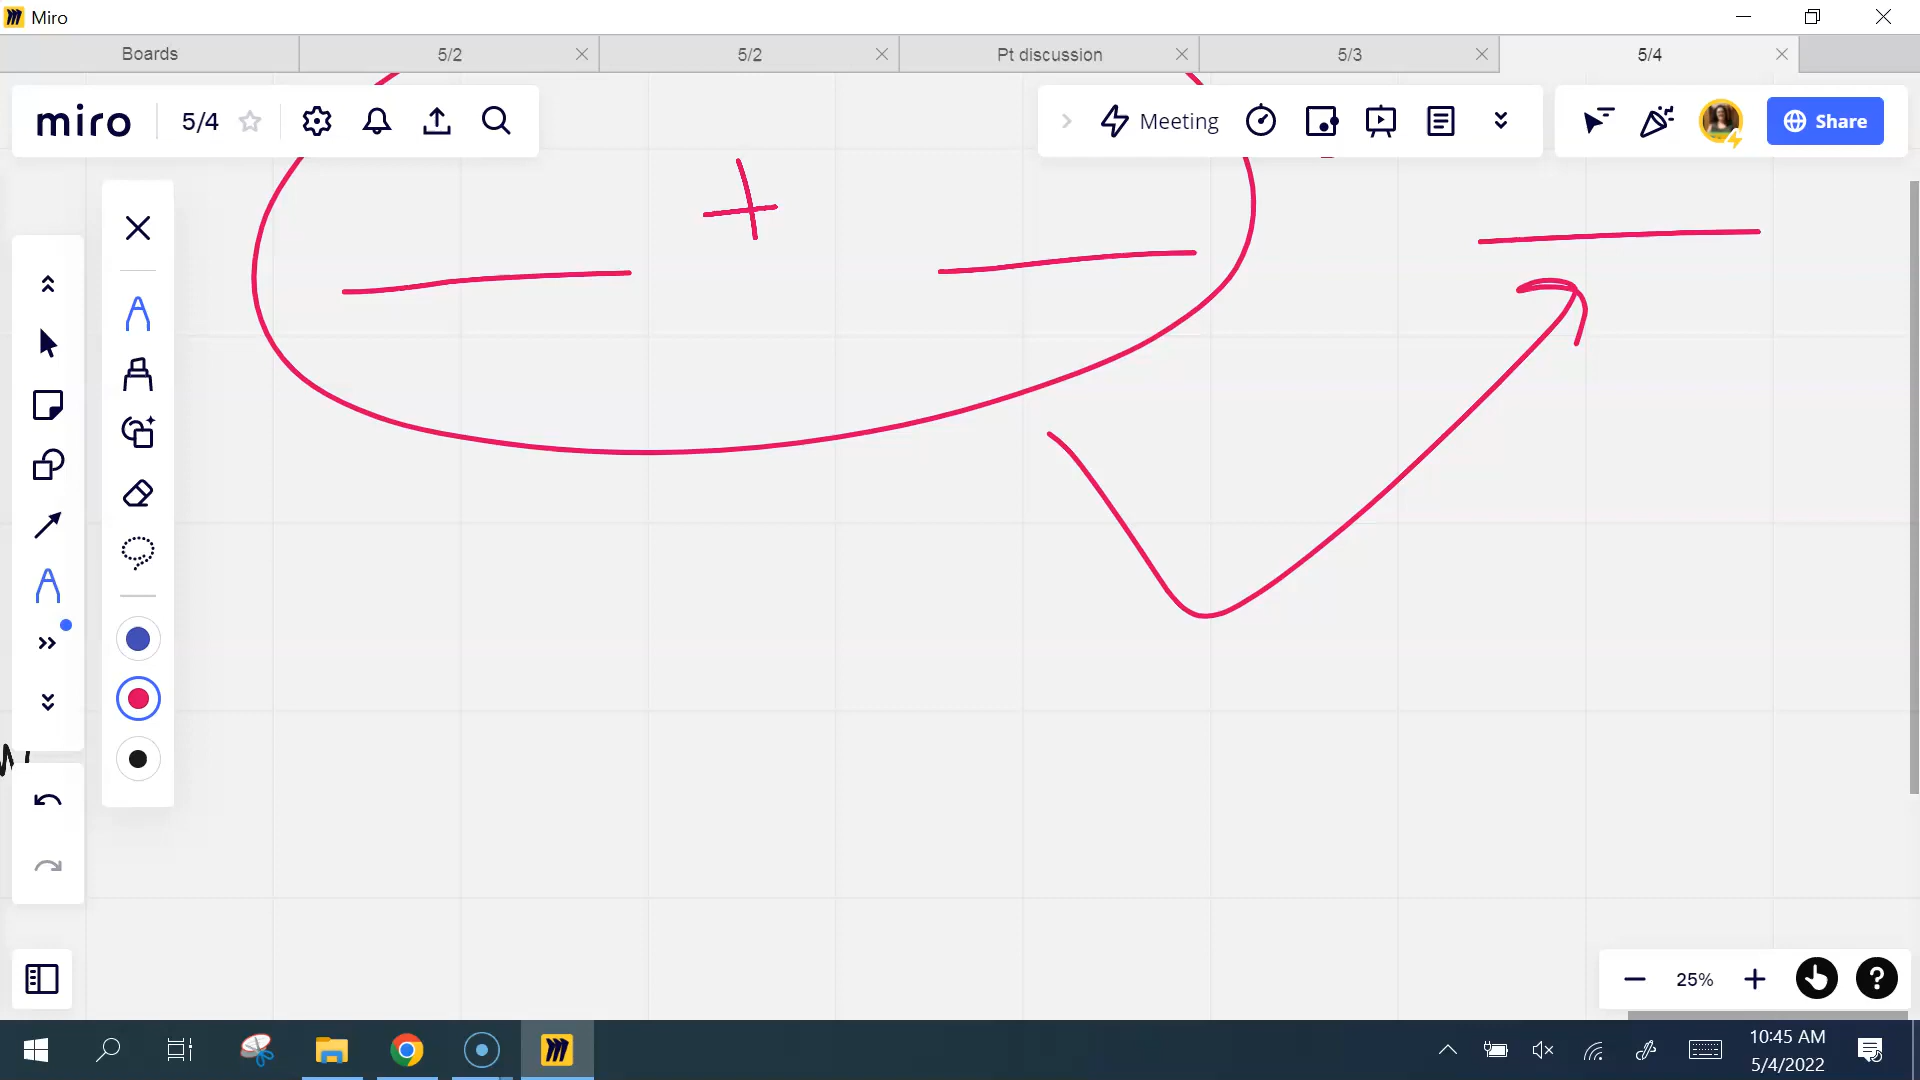 Miro
Boards 5/2 5/2 Pt discussion 5/3 5/4
miro 5/4 Meeting Share
+
25%
10:45 AM
5/4/2022